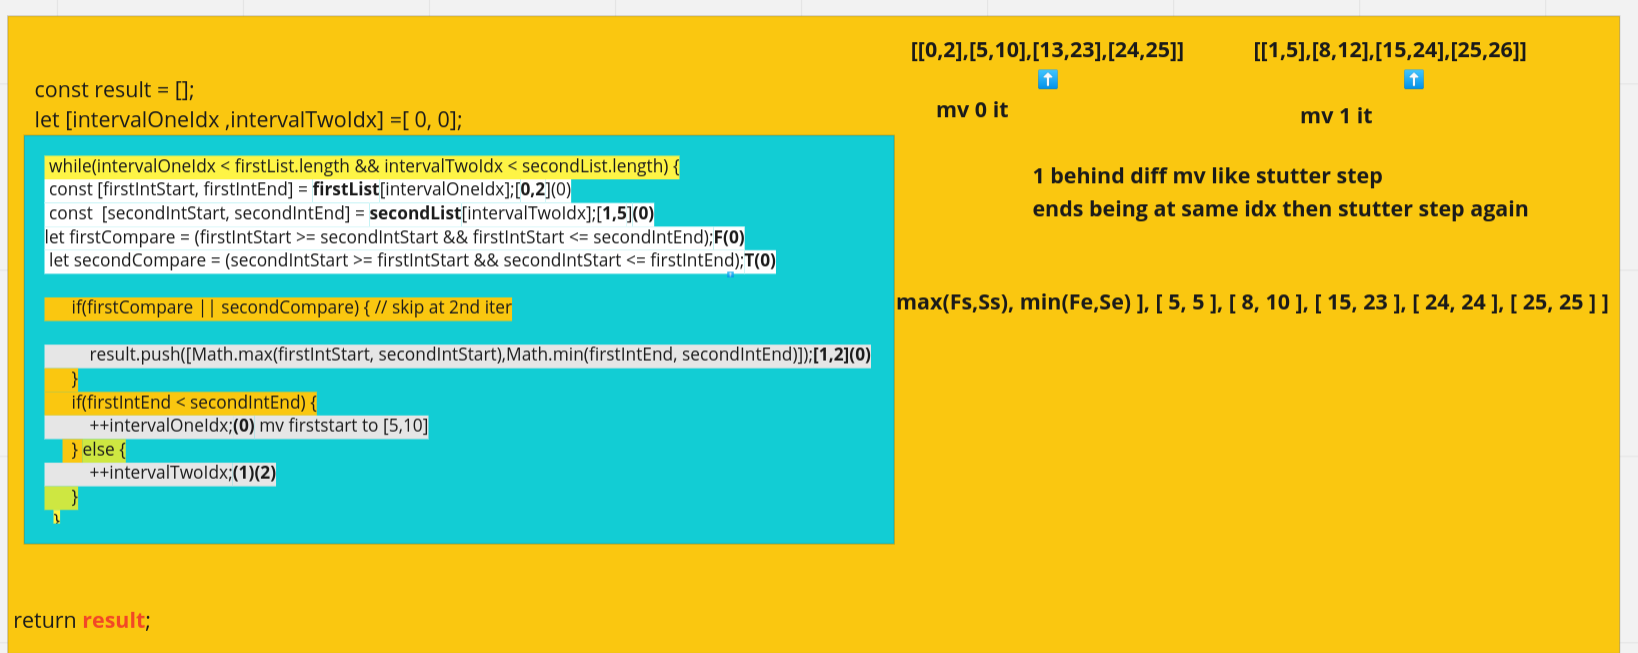 [[0,2],[5,10],[13,23],[24,25]]
[[1,5],[8,12],[15,24],[25,26]]
mv 0 it
mv 1 it
const result = [];
let [intervalOneIdx ,intervalTwoIdx] =[ 0, 0];
while(intervalOneIdx < firstList.length && intervalTwoIdx < secondList.length) {
const [firstIntStart, firstIntEnd] = firstList[intervalOneIdx];[0,2](0)
const  [secondIntStart, secondIntEnd] = secondList[intervalTwoIdx];[1,5](0)
let firstCompare = (firstIntStart >= secondIntStart && firstIntStart <= secondIntEnd);F(0)
let secondCompare = (secondIntStart >= firstIntStart && secondIntStart <= firstIntEnd);T(0)
if(firstCompare || secondCompare) { // skip at 2nd iter
result.push([Math.max(firstIntStart, secondIntStart),Math.min(firstIntEnd, secondIntEnd)]);[1,2](0)
}
if(firstIntEnd < secondIntEnd) {
++intervalOneIdx;(0) mv firststart to [5,10]
} else {
++intervalTwoIdx;(1)(2)
}
}
1 behind diff mv like stutter step
ends being at same idx then stutter step again
max(Fs,Ss), min(Fe,Se) ], [ 5, 5 ], [ 8, 10 ], [ 15, 23 ], [ 24, 24 ], [ 25, 25 ] ]
return result;